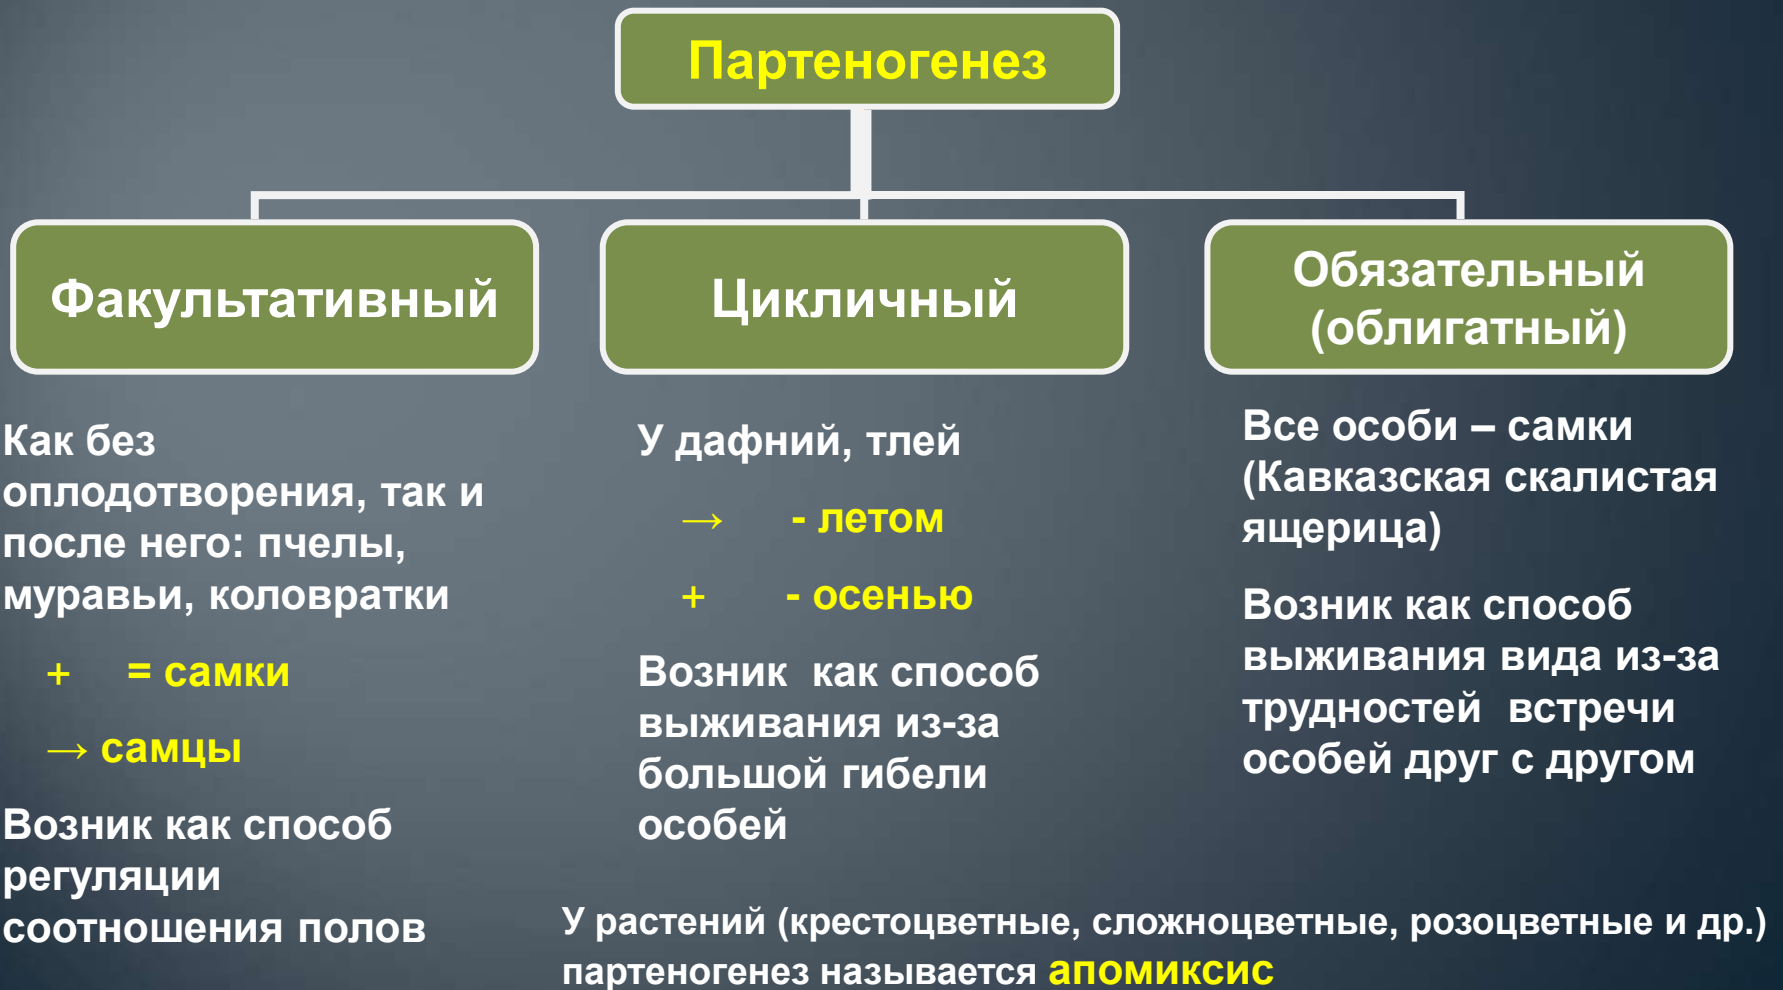 Партеногенез
Факультативный
Цикличный
Обязательный
(облигатный)
Как без
оплодотворения, так и
после него: пчелы,
муравьи, коловратки
+ = самки
→ самцы
Возник как способ
регуляции
соотношения полов
У дафний, тлей
→ - летом
+ - осенью
Возник как способ
выживания из-за
большой гибели
особей
Все особи – самки
(Кавказская скалистая
ящерица)
Возник как способ
выживания вида из-за
трудностей встречи
особей друг с другом
У растений (крестоцветные, сложноцветные, розоцветные и др.)
партеногенез называется апомиксис